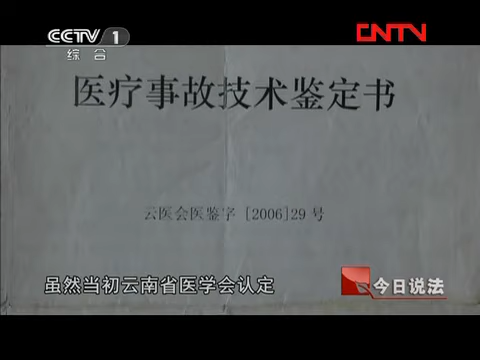 CCTV 1
综合
CNTV
医疗事故技术鉴定书
云医会医鉴字 [2006]29 号
虽然当初云南省医学会认定
今日说法